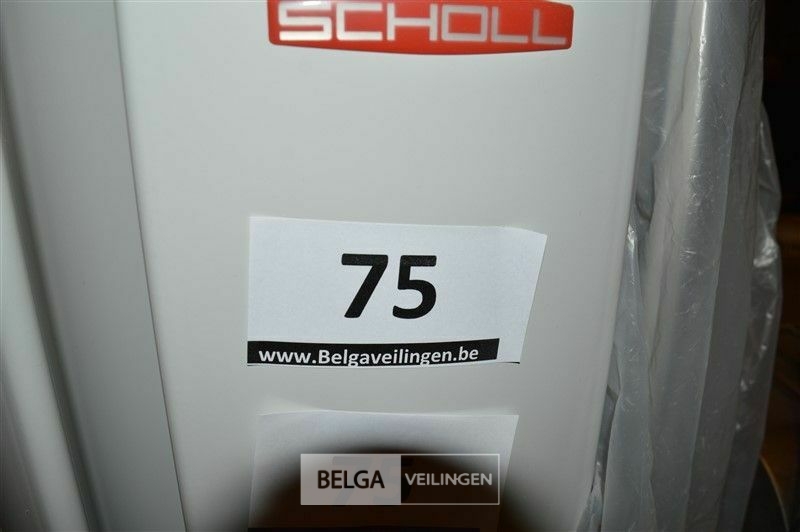 SCHOLL
75
www.Belgaveilingen.be
BELGA VEILINGEN